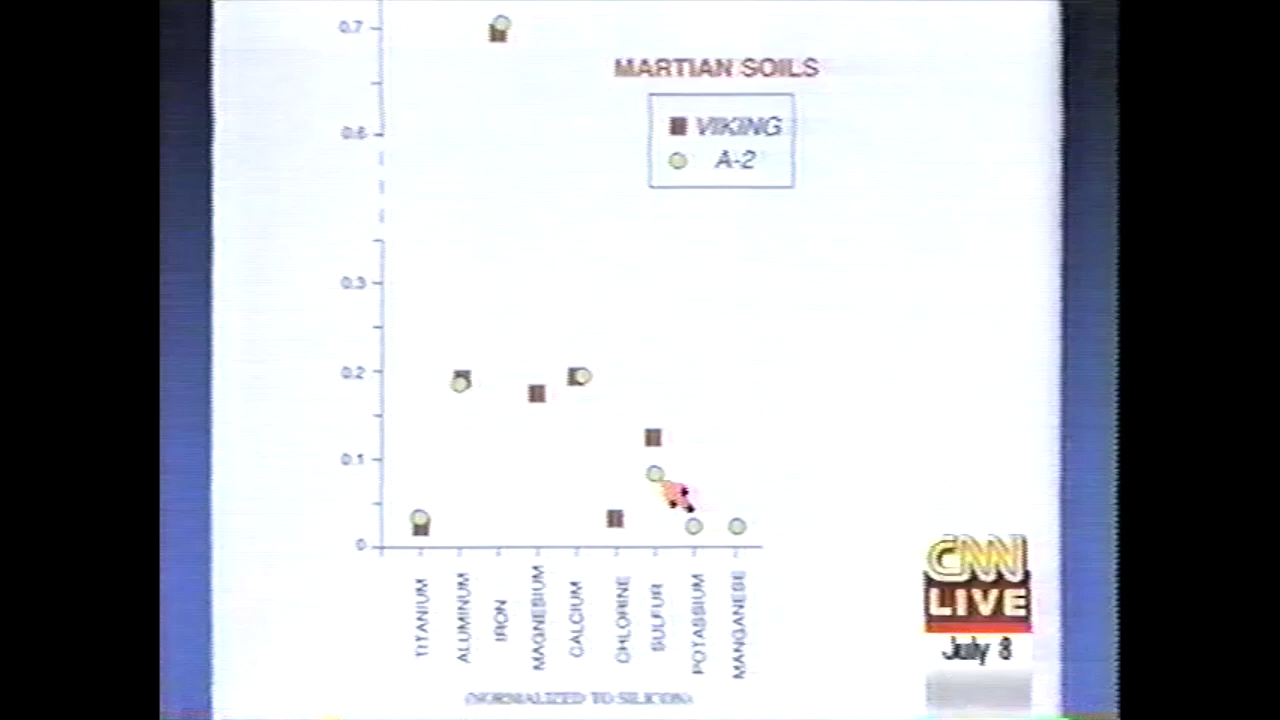 0.7
MARTIAN SOILS
VIKING
0.6
A-2
0.3
0.2
0.1
0
TITANIUM
ALUMINUM
IRON
MAGNESIUM
CALCIUM
CHLORINE
SULFUR
POTASSIUM
MANGANESE
(NORMALIZED TO SILICON)
CNN
LIVE
July 8